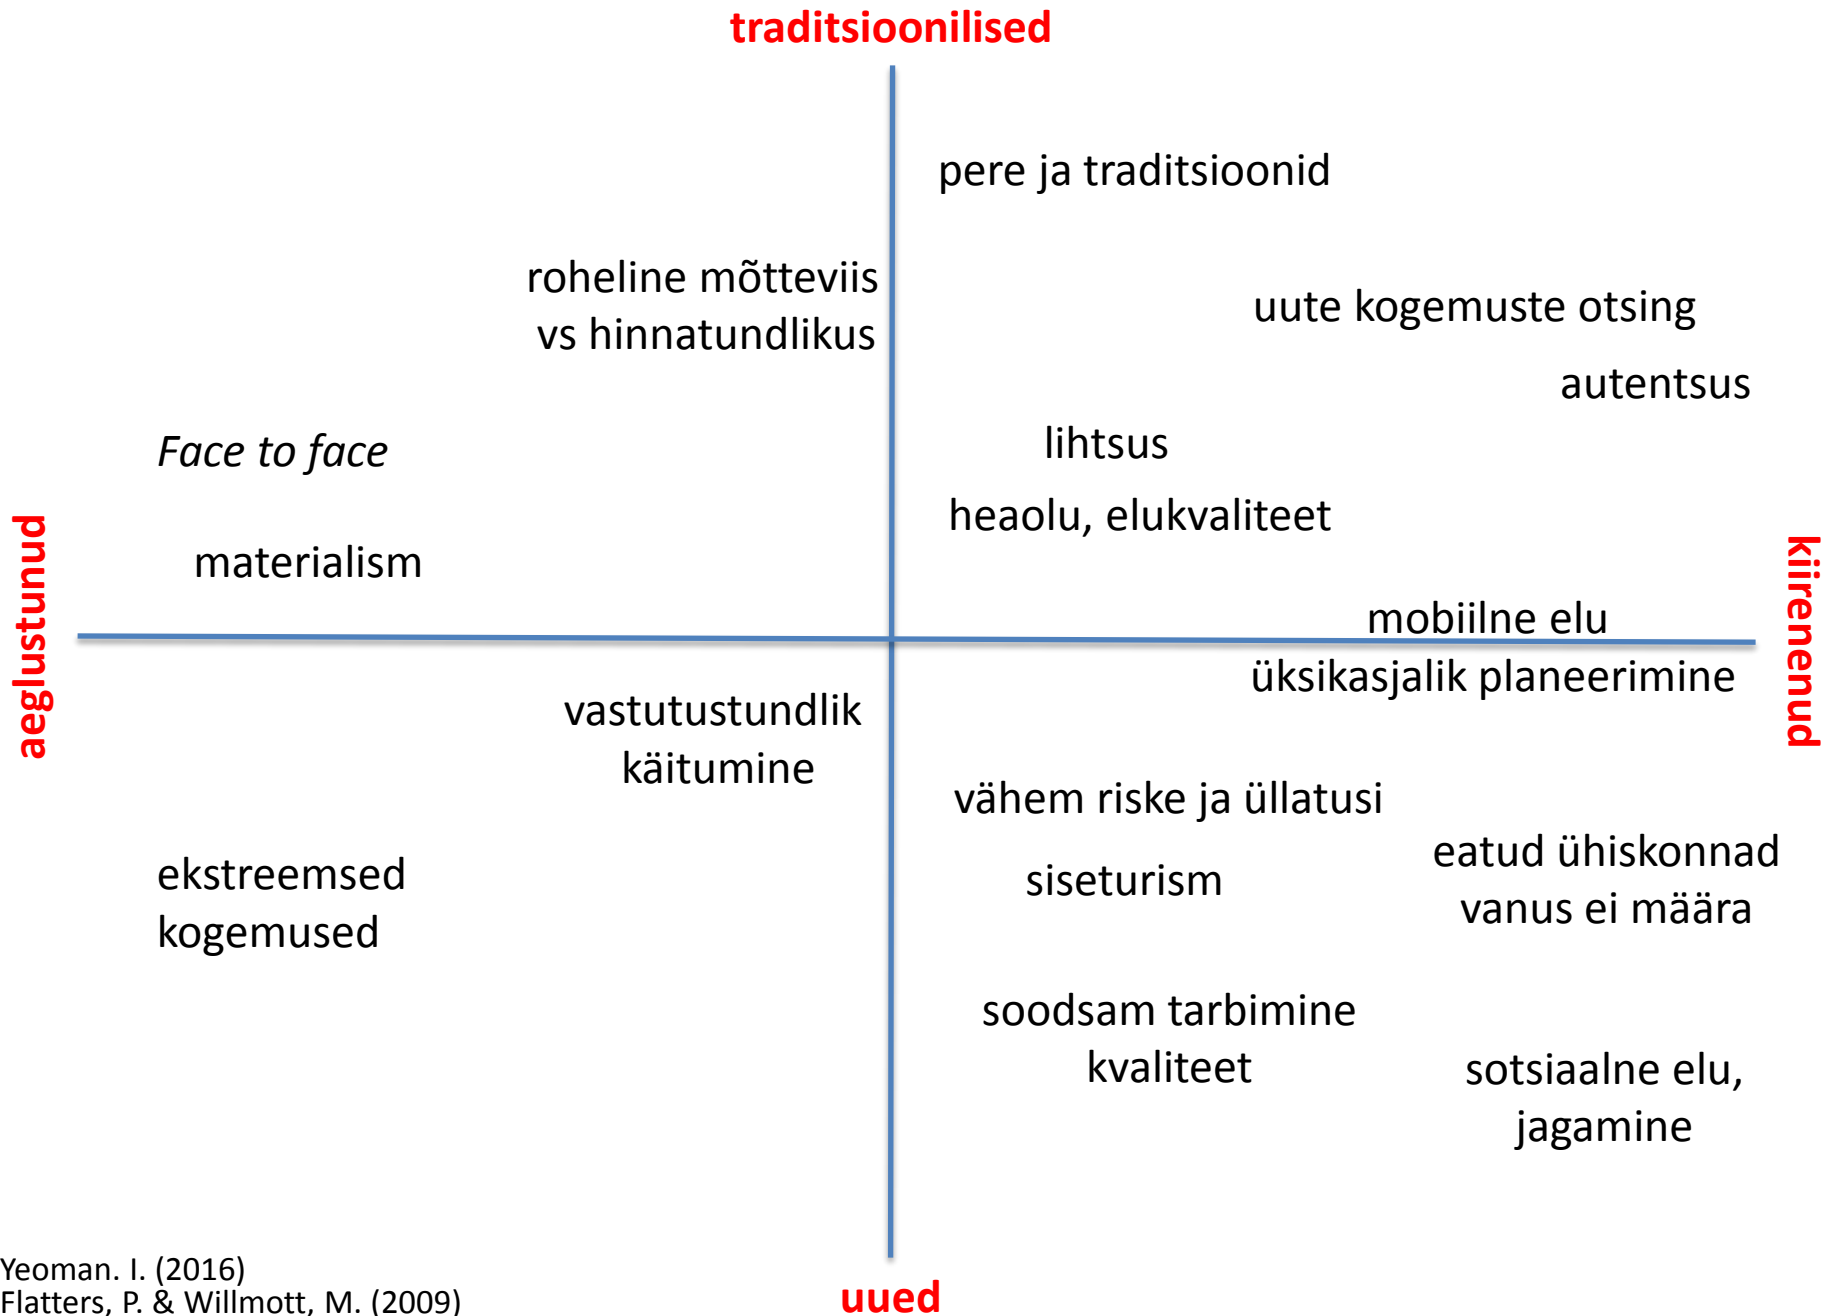 traditsioonilised
pere ja traditsioonid
roheline mõtteviis
vs hinnatundlikus
uute kogemuste otsing
autentsus
Face to face
lihtsus
heaolu, elukvaliteet
materialism
aeglustunud
kiirenenud
mobiilne elu
üksikasjalik planeerimine
vastutustundlik
käitumine
vähem riske ja üllatusi
ekstreemsed
kogemused
siseturism
eatud ühiskonnad
vanus ei määra
soodsam tarbimine
kvaliteet
sotsiaalne elu,
jagamine
Yeoman. I. (2016)
Flatters, P. & Willmott, M. (2009)
uued